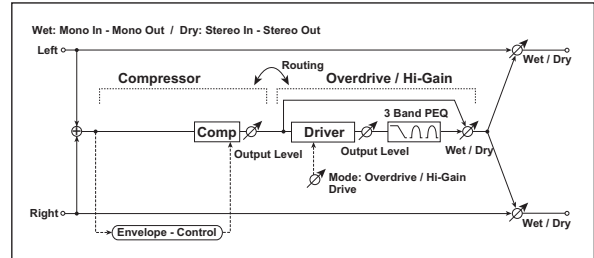 Wet: Mono In - Mono Out / Dry: Stereo In - Stereo Out
Left
Wet / Dry
Routing
Compressor
Overdrive / Hi-Gain
3 Band PEQ
Comp
Driver
Output Level
Output Level
Wet / Dry
Mode: Overdrive / Hi-Gain
Drive
Right
Wet / Dry
Envelope - Control